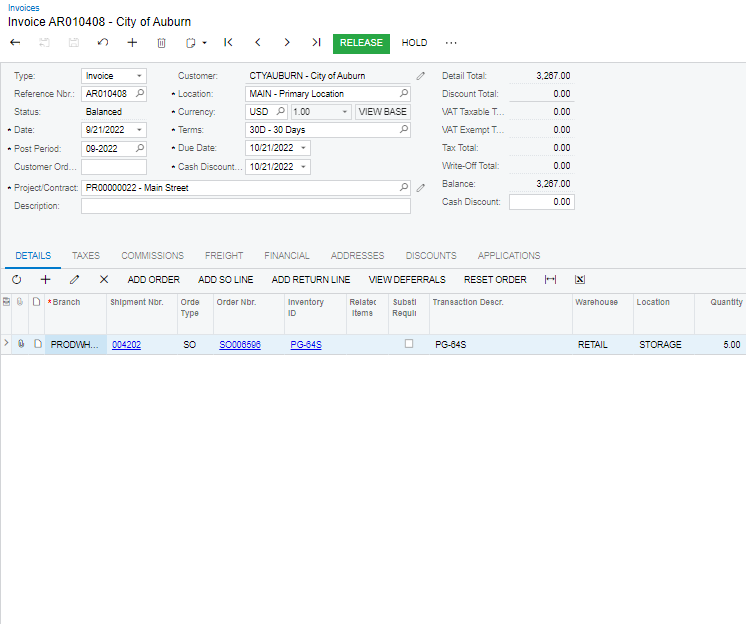 Invoices
Invoice AR010408 - City of Auburn
RELEASE HOLD ...
Type: Invoice Customer: CTYAUBURN - City of Auburn Detail Total: 3,267.00
Reference Nbr.: AR010408 Location: MAIN - Primary Location Discount Total: 0.00
Status: Balanced Currency: USD 1.00 VIEW BASE VAT Taxable T... 0.00
Date: 9/21/2022 Terms: 30D - 30 Days VAT Exempt T... 0.00
Post Period: 09-2022 Due Date: 10/21/2022 Tax Total: 0.00
Customer Ord... Cash Discount... 10/21/2022 Write-Off Total: 0.00
Project/Contract: PR00000022 - Main Street Balance: 3,267.00
Description: Cash Discount: 0.00
DETAILS TAXES COMMISSIONS FREIGHT FINANCIAL ADDRESSES DISCOUNTS APPLICATIONS
ADD ORDER ADD SO LINE ADD RETURN LINE VIEW DEFERRALS RESET ORDER
*Branch Shipment Nbr. Orde Order Nbr. Inventory Relatec Substi Transaction Descr. Warehouse Location Quantity
Type ID Items Requir
PRODWH... 004202 SO SO006596 PG-64S PG-64S RETAIL STORAGE 5.00